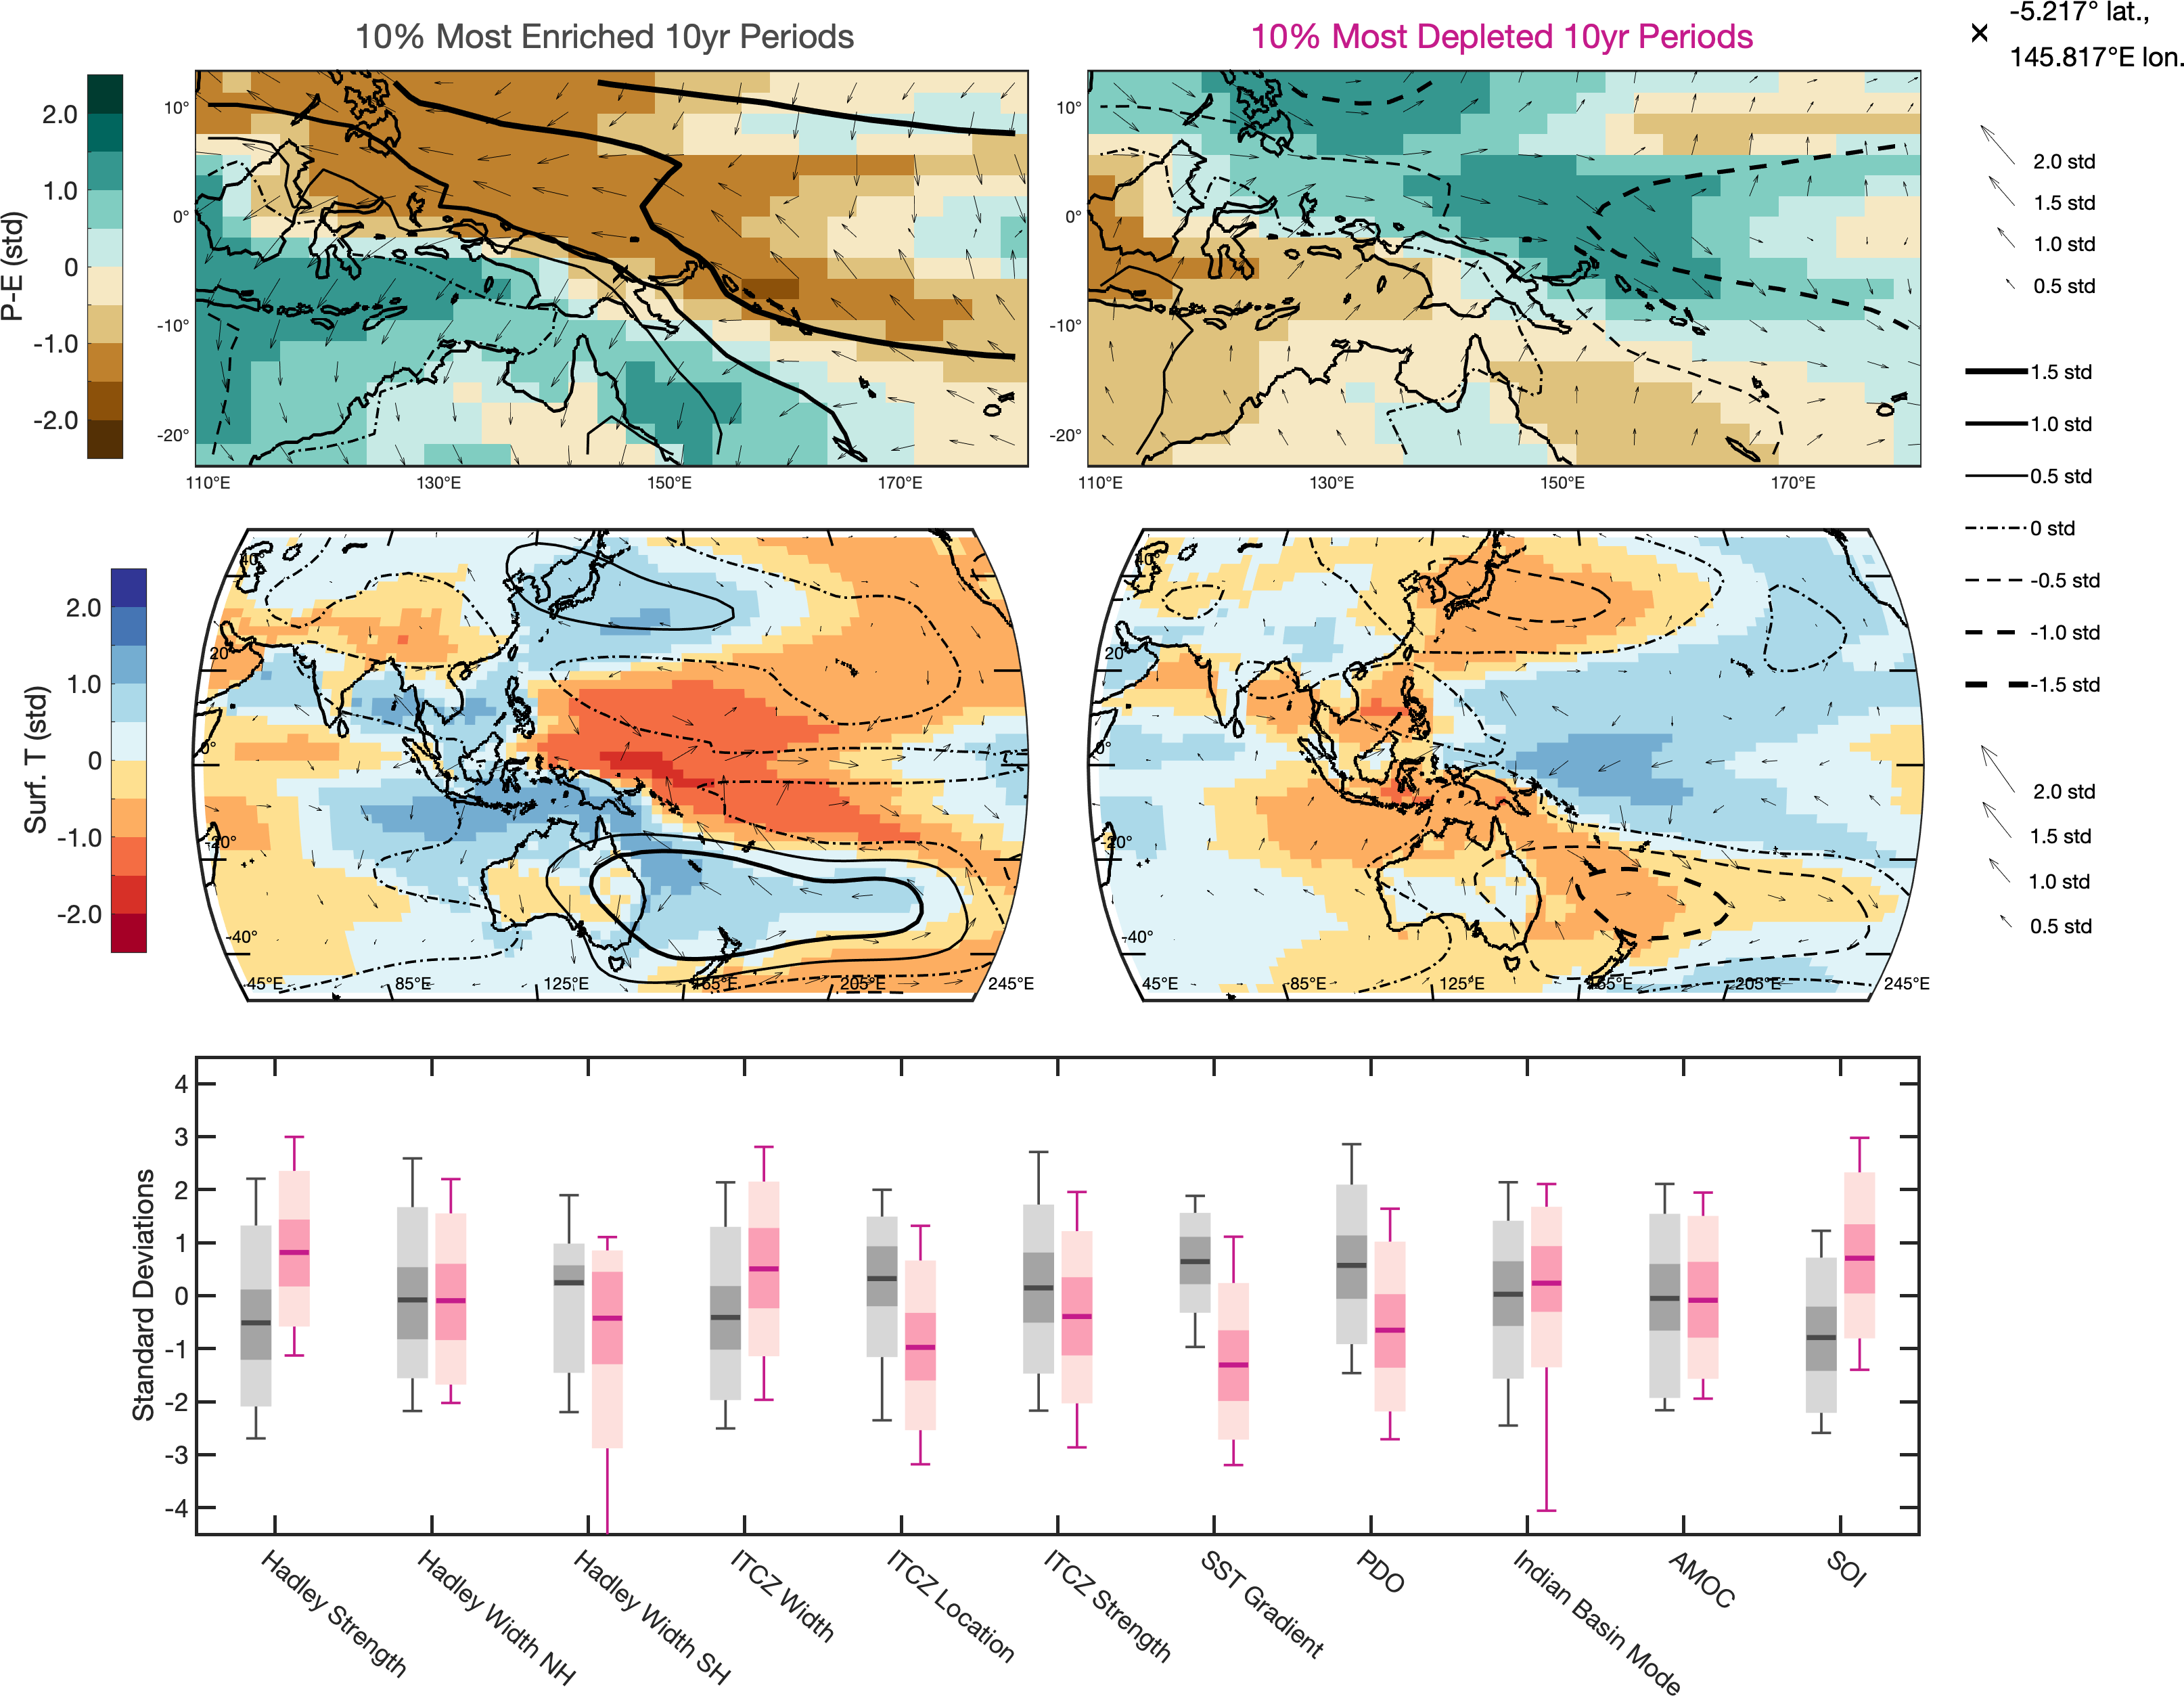 10% Most Enriched 10yr Periods
10% Most Depleted 10yr Periods
× -5.217° lat.,
145.817°E lon.
P-E (std)
2.0
1.0
0
-1.0
-2.0
10°
0°
-10°
-20°
110°E 130°E 150°E 170°E
10°
0°
-10°
-20°
110°E 130°E 150°E 170°E
2.0 std
1.5 std
1.0 std
0.5 std
1.5 std
1.0 std
0.5 std
0 std
-0.5 std
-1.0 std
-1.5 std
Surf. T (std)
2.0
1.0
0
-1.0
-2.0
40°
20°
0°
-20°
-40°
45°E 85°E 125°E 165°E 205°E 245°E
40°
20°
0°
-20°
-40°
45°E 85°E 125°E 165°E 205°E 245°E
2.0 std
1.5 std
1.0 std
0.5 std
Standard Deviations
4
3
2
1
0
-1
-2
-3
-4
Hadley Strength
Hadley Width NH
Hadley Width SH
ITCZ Width
ITCZ Location
ITCZ Strength
SST Gradient
PDO
Indian Basin Mode
AMOC
SOI